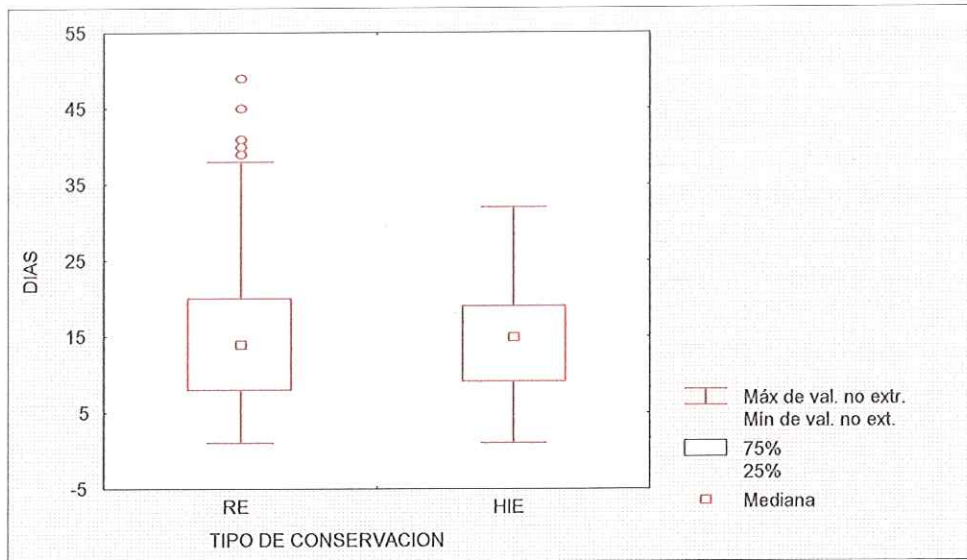 55
45
35
25
15
5
-5
DIAS
RE
HIE
TIPO DE CONSERVACION
Máx de val. no extr.
Mín de val. no ext.
75%
25%
Mediana